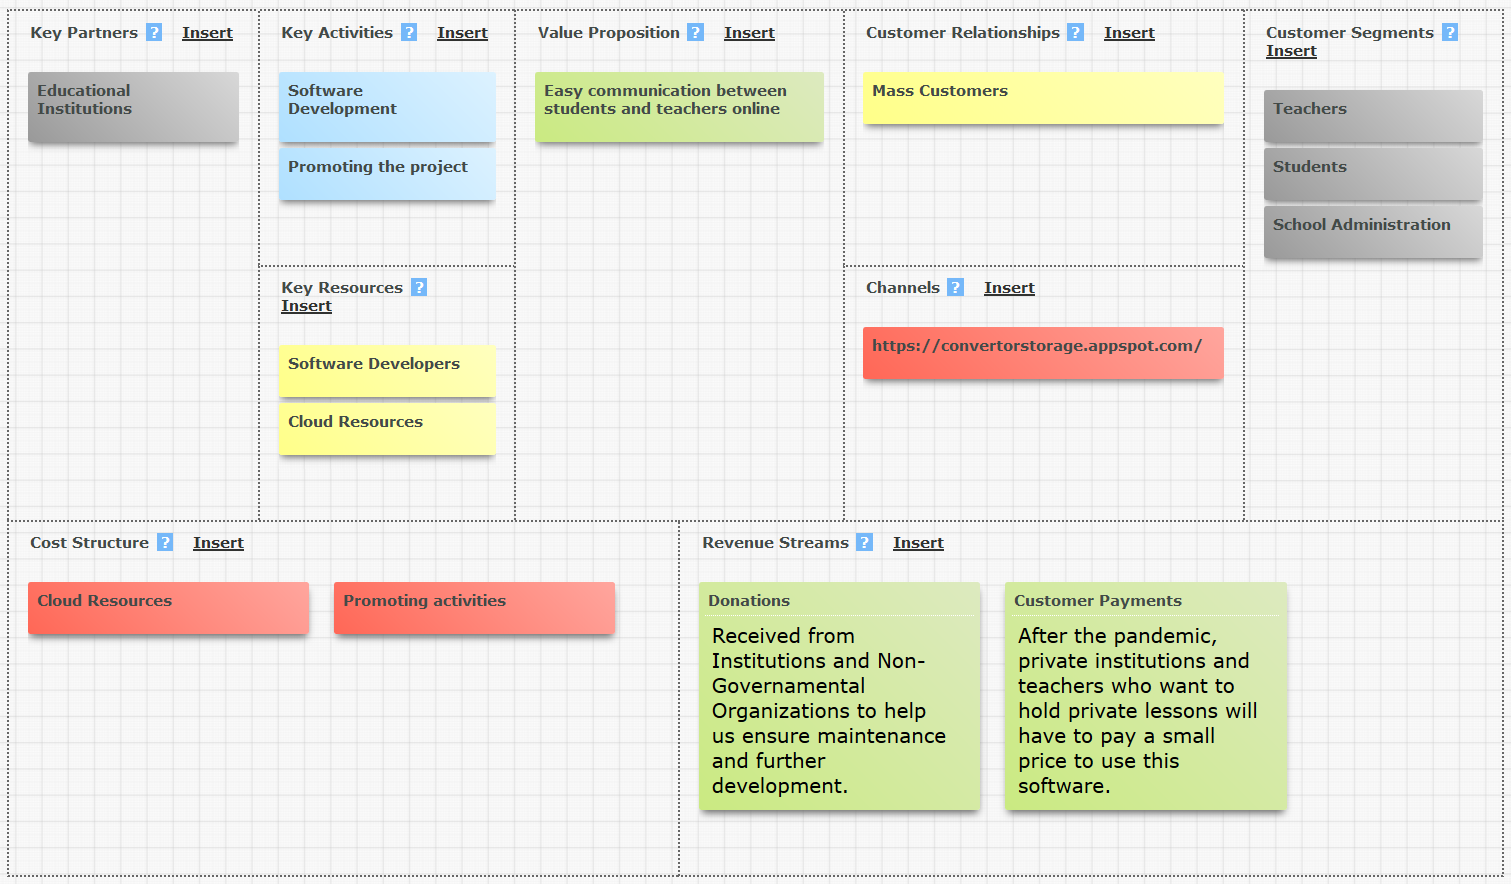 Key Partners ? Insert
Educational
Institutions
Key Activities ? Insert
Software
Development
Promoting the project
Key Resources ?
Insert
Software Developers
Cloud Resources
Value Proposition ? Insert
Easy communication between
students and teachers online
Customer Relationships ? Insert
Mass Customers
Channels ? Insert
https://convertorstorage.appspot.com/
Customer Segments ?
Insert
Teachers
Students
School Administration
Cost Structure ? Insert
Cloud Resources
Promoting activities
Revenue Streams ? Insert
Donations
Received from
Institutions and Non-
Governamental
Organizations to help
us ensure maintenance
and further
development.
Customer Payments
After the pandemic,
private institutions and
teachers who want to
hold private lessons will
have to pay a small
price to use this
software.